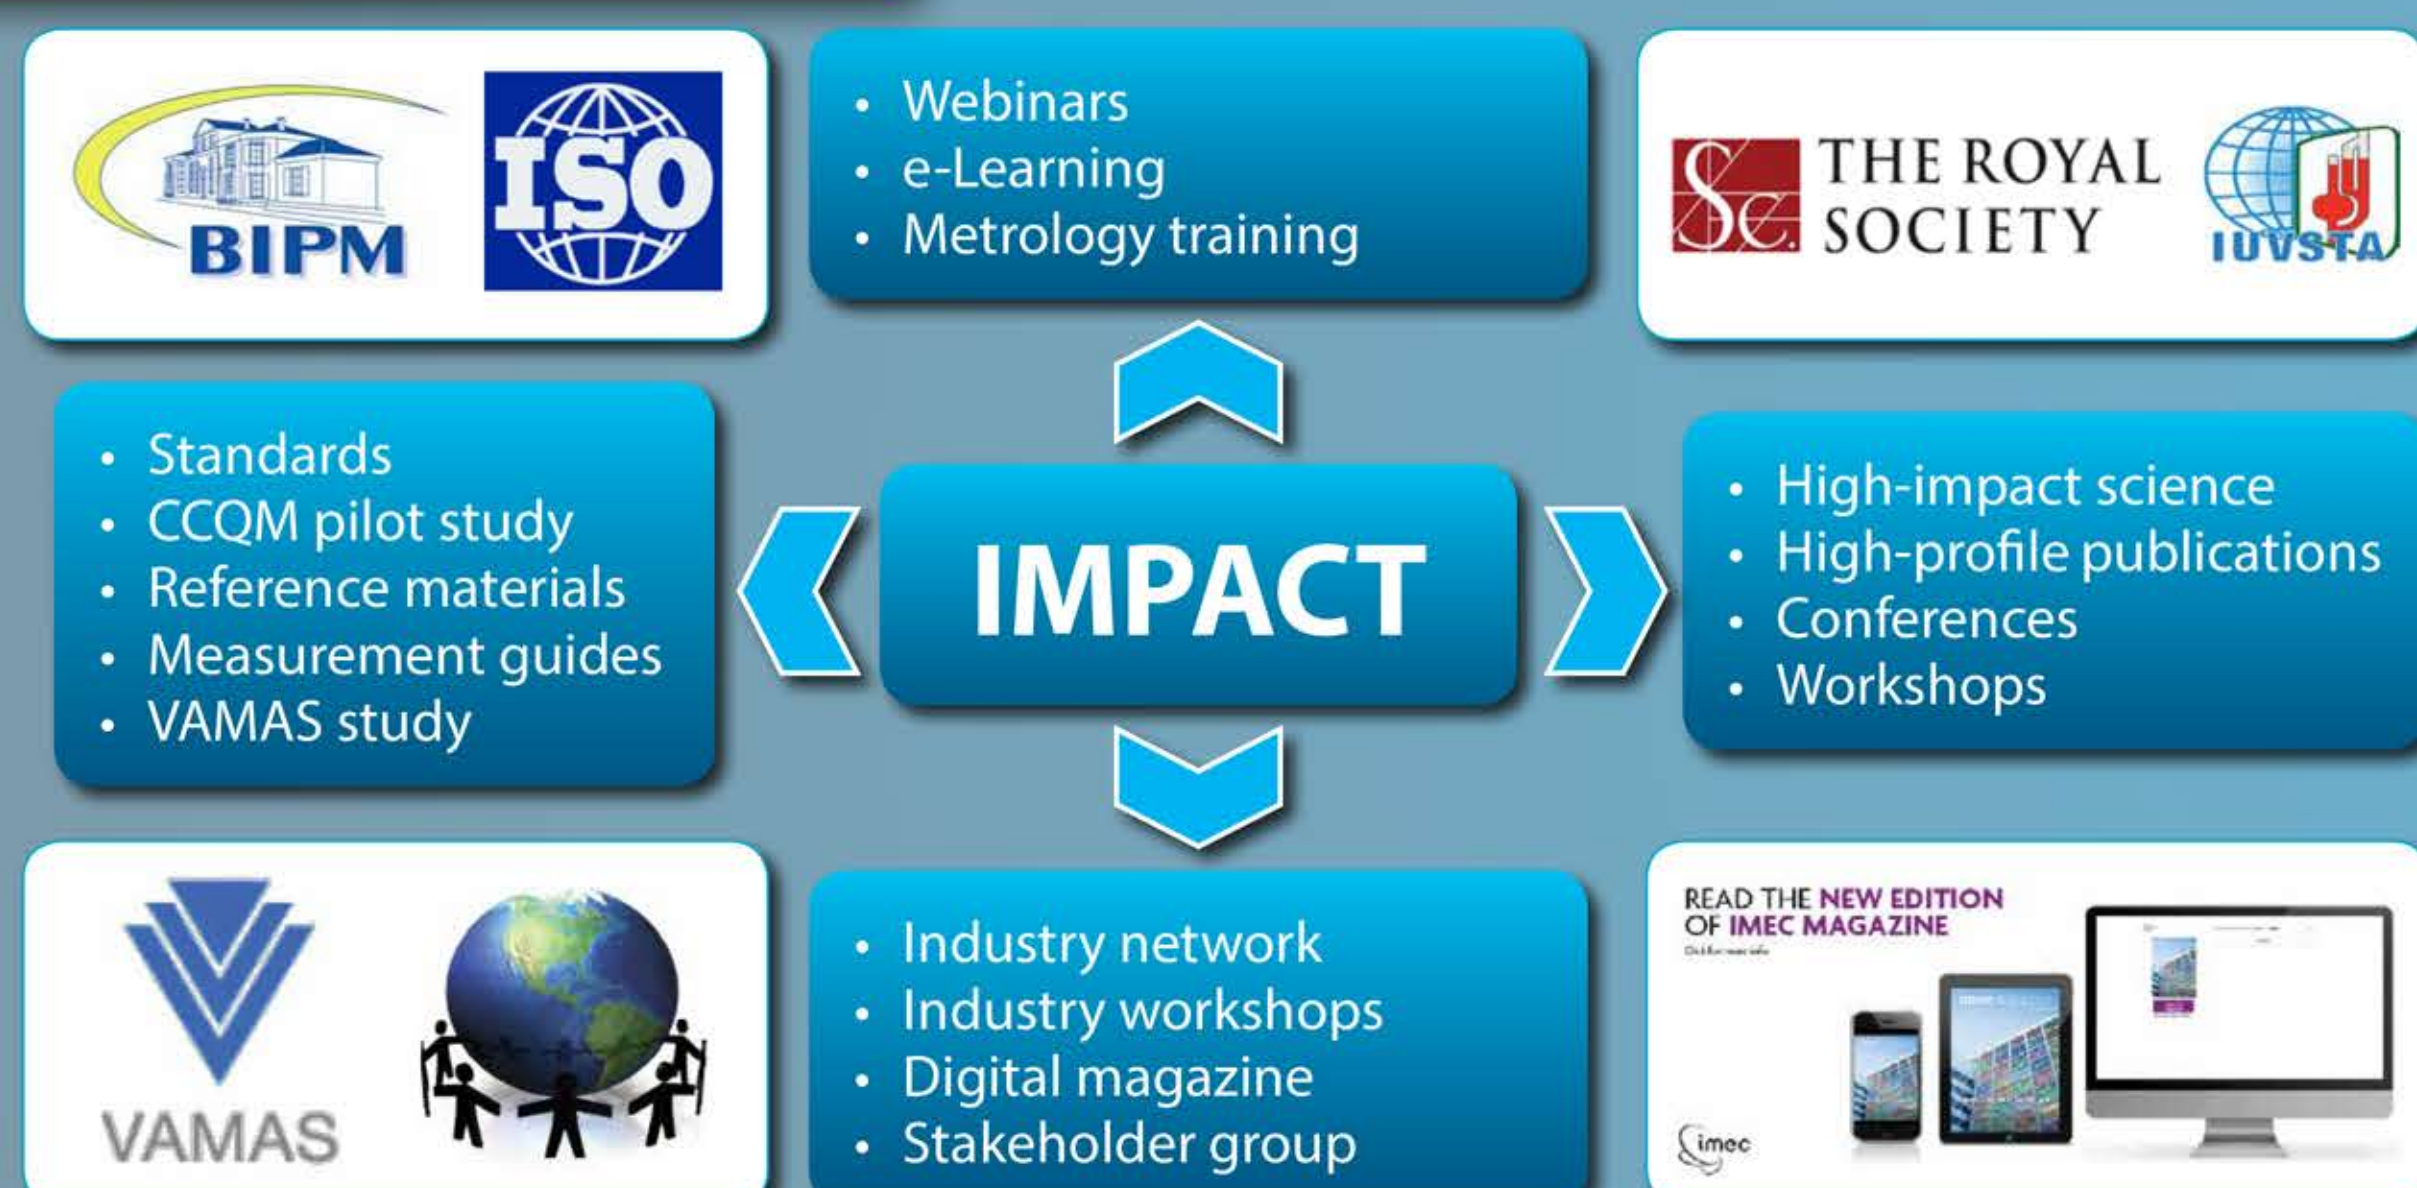 BIPM
ISO
• Webinars
• e-Learning
• Metrology training
Sc. THE ROYAL
SOCIETY
IUVSTA
• Standards
• CCQM pilot study
• Reference materials
• Measurement guides
• VAMAS study
IMPACT
• High-impact science
• High-profile publications
• Conferences
• Workshops
VAMAS
• Industry network
• Industry workshops
• Digital magazine
• Stakeholder group
READ THE NEW EDITION
OF IMEC MAGAZINE
imec